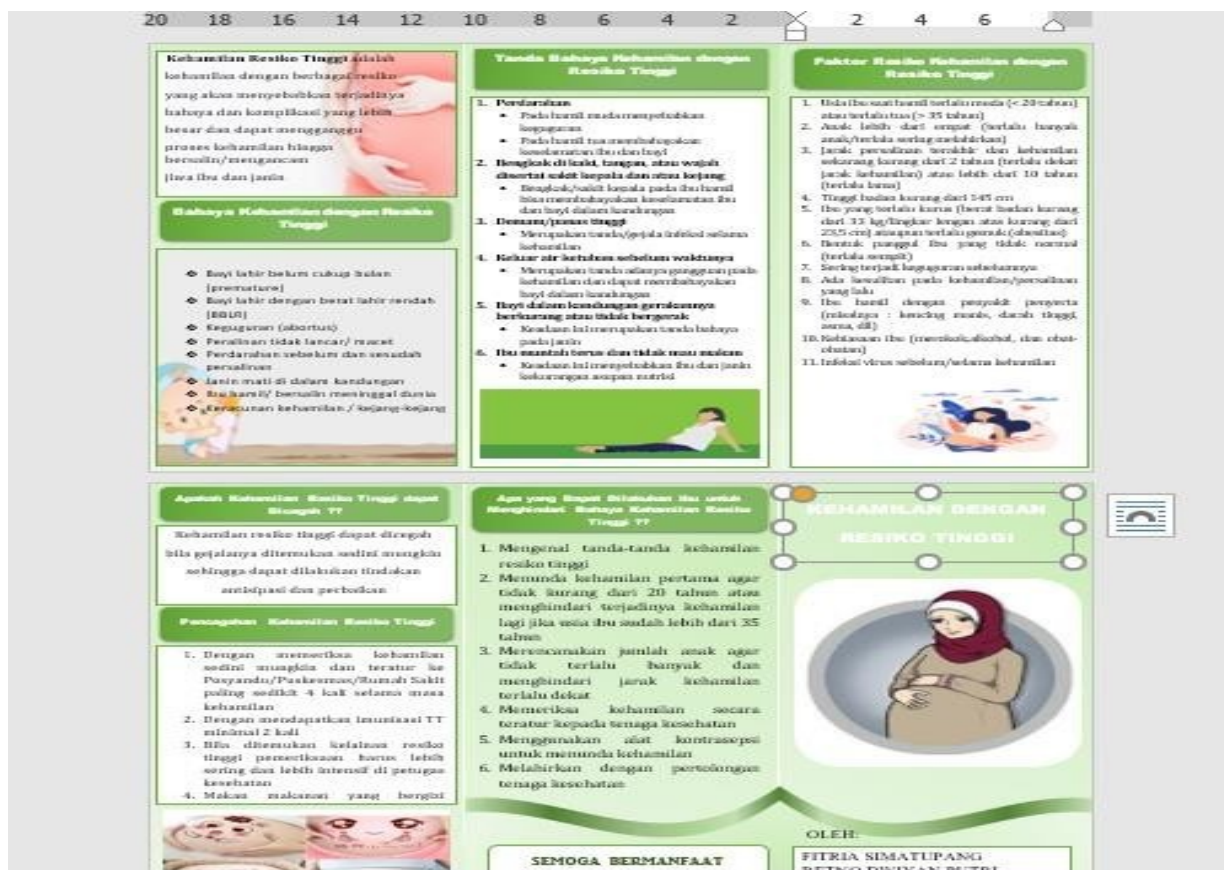 20 18 16 14 12 10 8 6 4 2 2 4 6
Kehamilan Resiko Tinggi adalah
kehamilan dengan berbagai resiko
yang akan menyebabkan terjadinya
bahaya dan komplikasi yang lebih
besar dan dapat mengganggu
proses kehamilan hingga
bersalin/mengancam
jiwa ibu dan janin
Bahaya Kehamilan dengan Resiko
Tinggi
Bayi lahir belum cukup bulan
(premature)
Bayi lahir dengan berat lahir rendah
(BBLR)
Keguguran (abortus)
Peralinan tidak lancar/ macet
Perdarahan sebelum dan sesudah
persalinan
Janin mati di dalam kandungan
Ibu hamil/ bersalin meninggal dunia
Keracunan kehamilan / kejang-kejang
Tanda Bahaya Kehamilan dengan
Resiko Tinggi
1. Perdarahan
Pada hamil muda menyebabkan
keguguran
Pada hamil tua membahayakan
keselamatan ibu dan bayi
2. Bengkak di kaki, tangan, atau wajah
disertai sakit kepala dan atau kejang
Bengkak/sakit kepala pada ibu hamil
bisa membahayakan keselamatan ibu
dan bayi dalam kandungan
3. Demam/panas tinggi
Merupakan tanda/gejala infeksi selama
kehamilan
4. Keluar air ketuban sebelum waktunya
Merupakan tanda adanya gangguan pada
kehamilan dan dapat membahayakan
bayi dalam kandungan
5. Bayi dalam kandungan gerakannya
berkurang atau tidak bergerak
Keadaan ini merupakan tanda bahaya
pada janin
6. Ibu muntah terus dan tidak mau makan
Keadaan ini menyebabkan ibu dan janin
kekurangan asupan nutrisi
Faktor Resiko Kehamilan dengan
Resiko Tinggi
1. Usia ibu saat hamil terlalu muda (< 20 tahun)
atau terlalu tua (> 35 tahun)
2. Anak lebih dari empat (terlalu banyak
anak/terlalu sering melahirkan)
3. Jarak persalinan terakhir dan kehamilan
sekarang kurang dari 2 tahun (terlalu dekat
jarak kehamilan) atau lebih dari 10 tahun
(terlalu lama)
4. Tinggi badan kurang dari 145 cm
5. Ibu yang terlalu kurus (berat badan kurang
dari 33 kg/lingkar lengan atas kurang dari
23,5 cm) ataupun terlalu gemuk (obesitas)
6. Bentuk panggul ibu yang tidak normal
(terlalu sempit)
7. Sering terjadi keguguran sebelumnya
8. Ada kesulitan pada kehamilan/persalinan
yang lalu
9. Ibu hamil dengan penyakit penyerta
(misalnya : kencing manis, darah tinggi,
asma, dll)
10. Kebiasaan ibu (merokok,alkohol, dan obat-
obatan)
11. Infeksi virus sebelum/selama kehamilan
Apakah Kehamilan Resiko Tinggi dapat
Dicegah ??
Kehamilan resiko tinggi dapat dicegah
bila gejalanya ditemukan sedini mungkin
sehingga dapat dilakukan tindakan
antisipasi dan perbaikan
Pencegahan Kehamilan Resiko Tinggi
1. Dengan memeriksa kehamilan
sedini mungkin dan teratur ke
Posyandu/Puskesmas/Rumah Sakit
paling sedikit 4 kali selama masa
kehamilan
2. Dengan mendapatkan imunisasi TT
minimal 2 kali
3. Bila ditemukan kelainan resiko
tinggi pemeriksaan harus lebih
sering dan lebih intensif di petugas
kesehatan
4. Makan makanan yang bergizi
Apa yang Dapat Dilakukan ibu untuk
Menghindari Bahaya Kehamilan Resiko
Tinggi ??
1. Mengenal tanda-tanda kehamilan
resiko tinggi
2. Menunda kehamilan pertama agar
tidak kurang dari 20 tahun atau
menghindari terjadinya kehamilan
lagi jika usia ibu sudah lebih dari 35
tahun
3. Merencanakan jumlah anak agar
tidak terlalu banyak dan
menghindari jarak kehamilan
terlalu dekat
4. Memeriksa kehamilan secara
teratur kepada tenaga kesehatan
5. Menggunakan alat kontrasepsi
untuk menunda kehamilan
6. Melahirkan dengan pertolongan
tenaga kesehatan
SEMOGA BERMANFAAT
KEHAMILAN DENGAN
RESIKO TINGGI
OLEH:
FITRIA SIMATUPANG